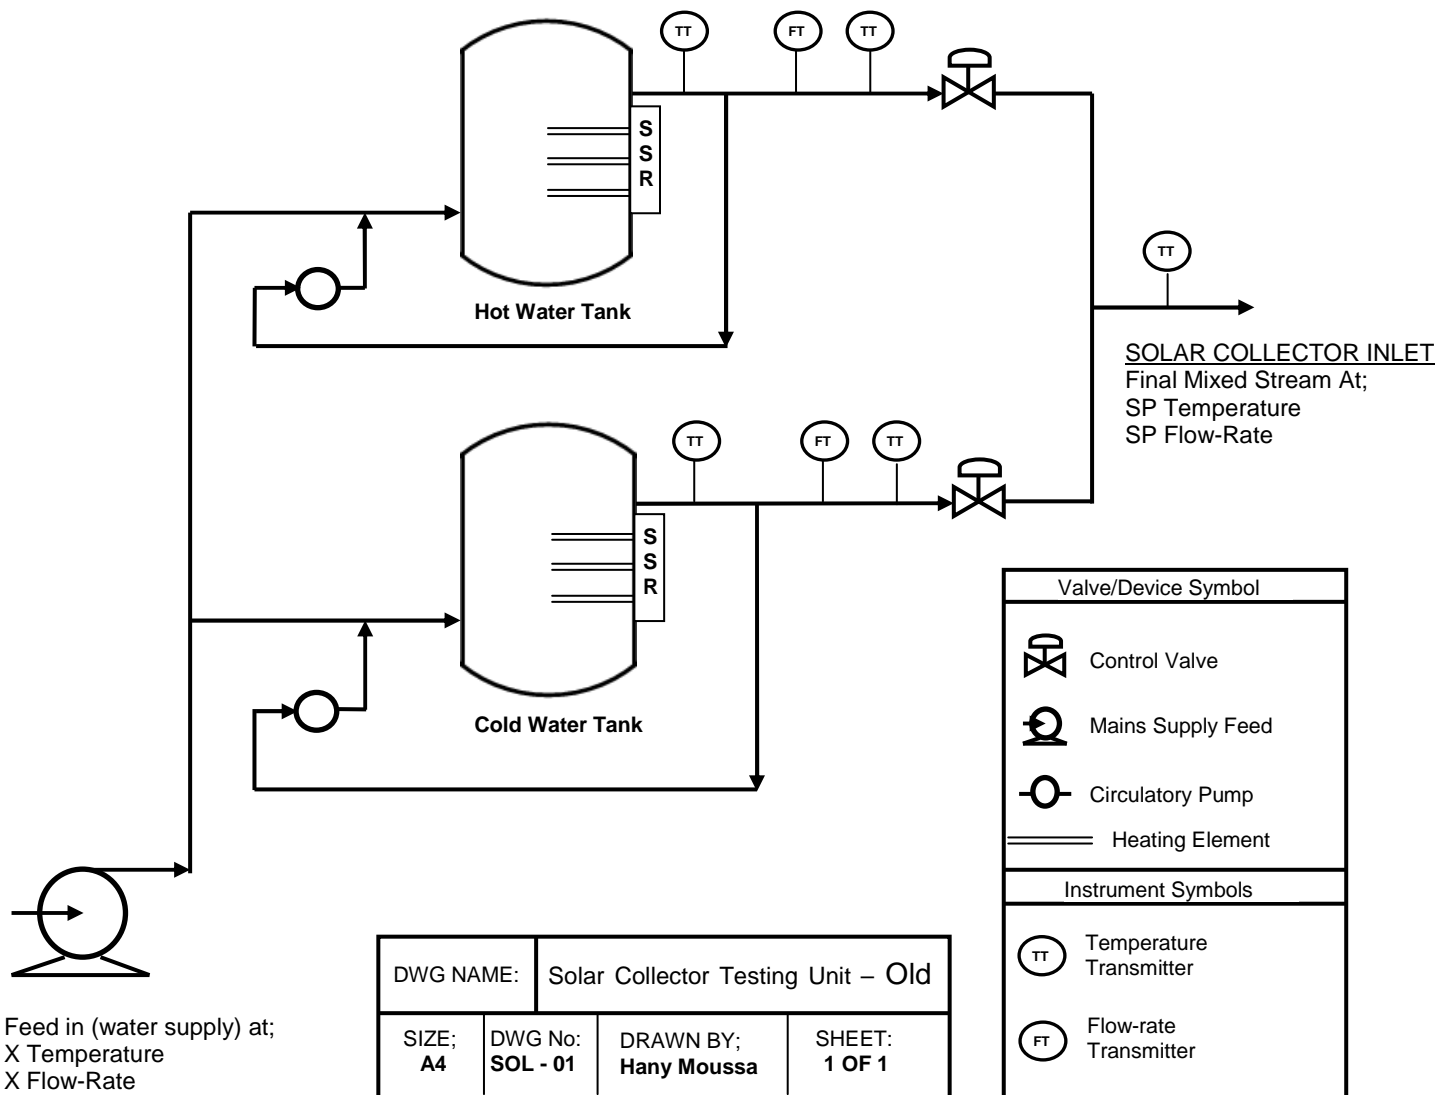 TT
FT
TT
S
S
R
Hot Water Tank
TT
SOLAR COLLECTOR INLET
Final Mixed Stream At;
SP Temperature
SP Flow-Rate
TT
FT
TT
S
S
R
Cold Water Tank
Valve/Device Symbol
Control Valve
Mains Supply Feed
Circulatory Pump
Heating Element
Instrument Symbols
TT
Temperature
Transmitter
FT
Flow-rate
Transmitter
Feed in (water supply) at;
X Temperature
X Flow-Rate
DWG NAME:
Solar Collector Testing Unit – Old
SIZE;
A4
DWG No:
SOL - 01
DRAWN BY;
Hany Moussa
SHEET:
1 OF 1